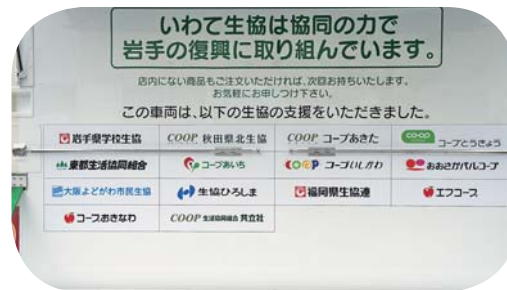 いわて生協は協同の力で
岩手の復興に取り組んでいます。
店内にない商品もご注文いただければ、次回お持ちいたします。
お気軽にお申しつけ下さい。
この車両は、以下の生協の支援をいただきました。
岩手県学校生協 COOP 秋田県北生協 COOP コープあきた CO・OP コープとうきょう
東都生活協同組合 コープあいち COOP コープいしかわ おおさかパルコープ
大阪よどがわ市民生協 生協ひろしま 福岡県生協連 エフコープ
コープおきなわ COOP 生活協同組合 共立社